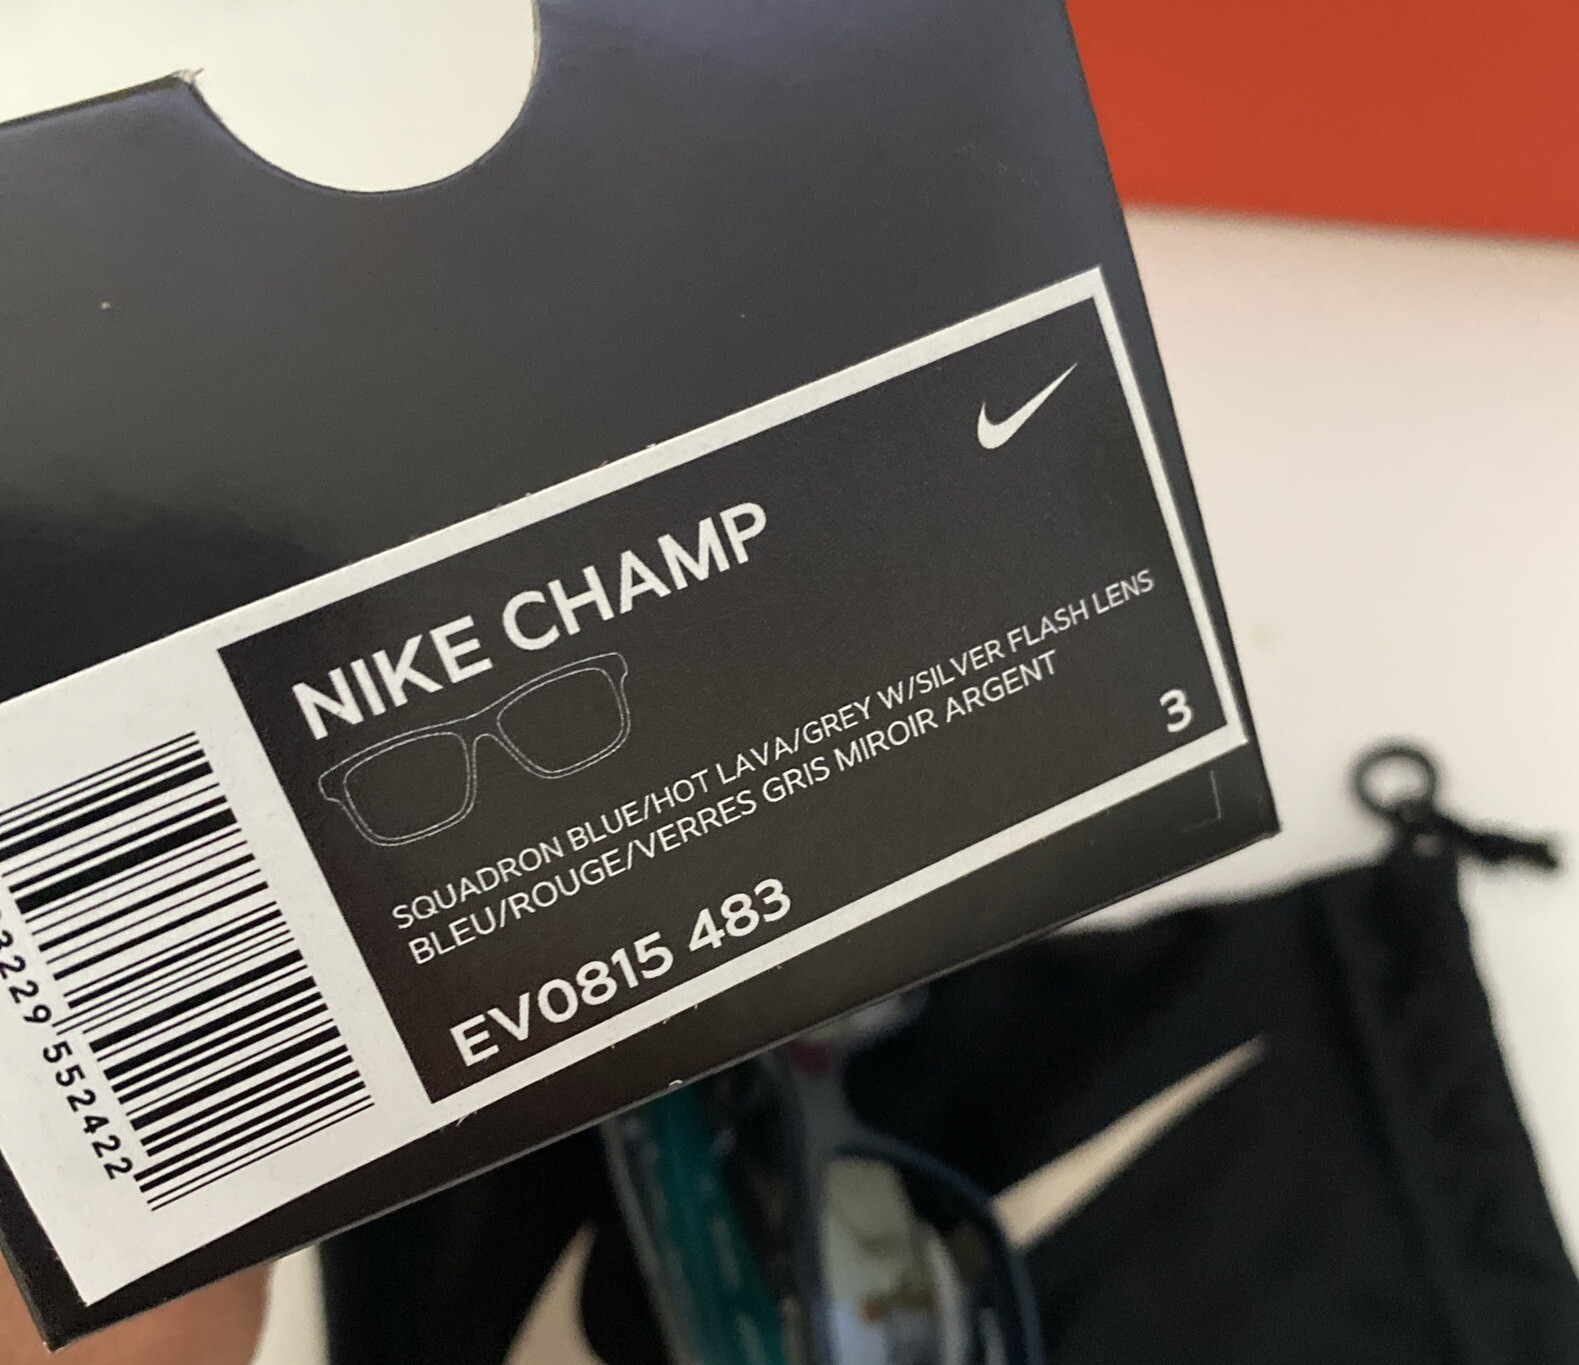 NIKE CHAMP
SQUADRON BLUE/HOT LAVA/GREY W/SILVER FLASH LENS
BLEU/ROUGE/VERRES GRIS MIROIR ARGENT
3
EV0815 483
3229 552422